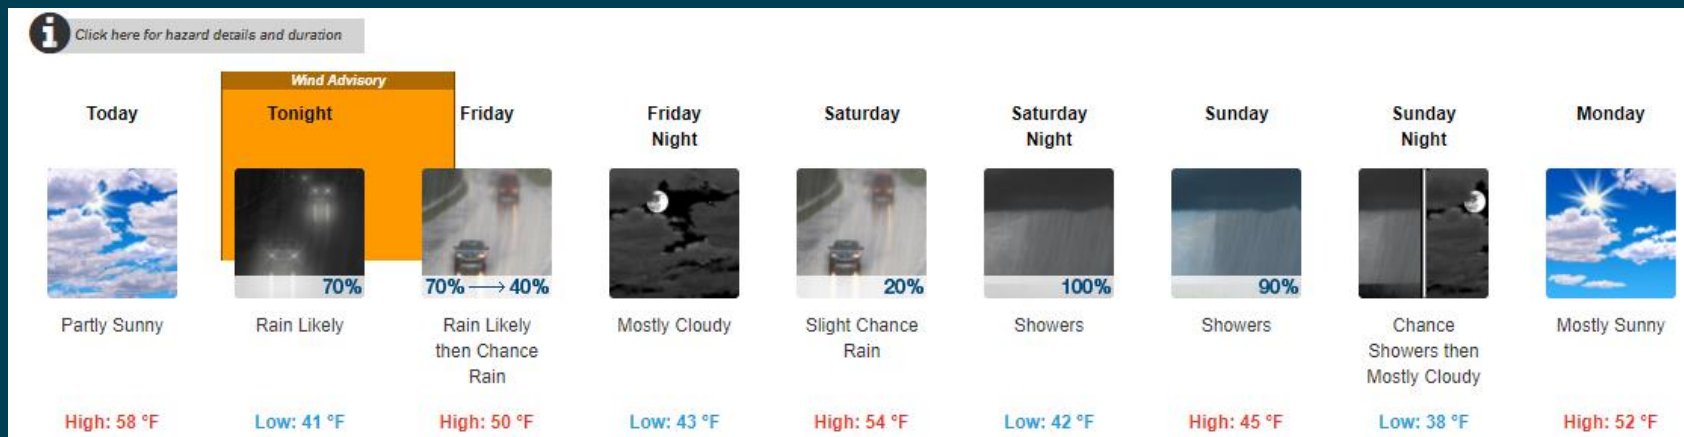 Click here for hazard details and duration
Wind Advisory
Today
Tonight
Friday
Friday
Night
Saturday
Saturday
Night
Sunday
Sunday
Night
Monday
70%
70% → 40%
20%
100%
90%
Partly Sunny
Rain Likely
Rain Likely
then Chance
Rain
Mostly Cloudy
Slight Chance
Rain
Showers
Showers
Chance
Showers then
Mostly Cloudy
Mostly Sunny
High: 58 °F
Low: 41 °F
High: 50 °F
Low: 43 °F
High: 54 °F
Low: 42 °F
High: 45 °F
Low: 38 °F
High: 52 °F